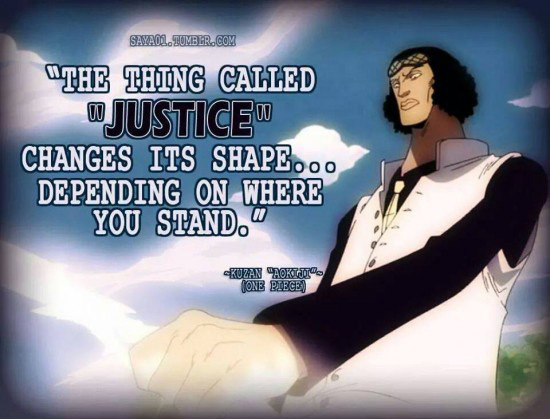 SAYA01.TUMBLR.COM
"THE THING CALLED
"JUSTICE"
CHANGES ITS SHAPE...
DEPENDING ON WHERE
YOU STAND."
~KUZAN "AOKIJI"~
(ONE PIECE)